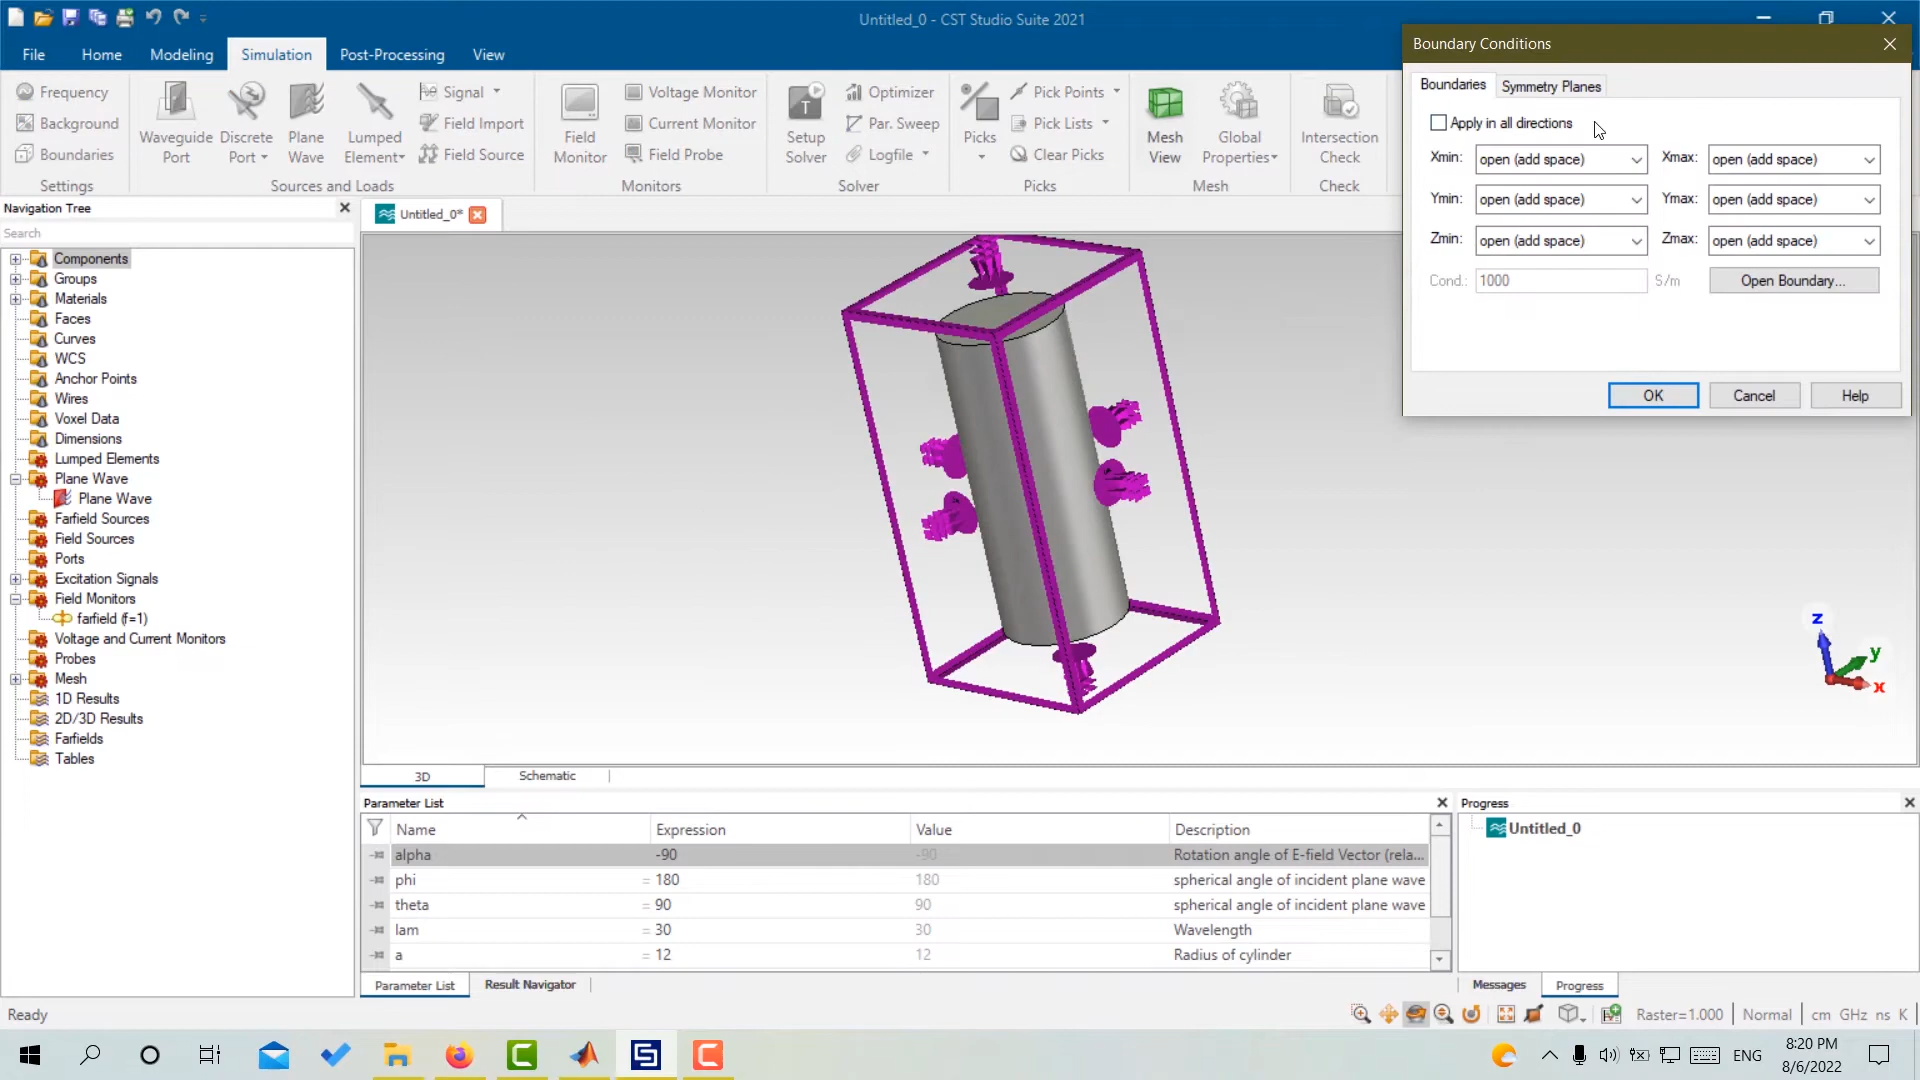 Untitled_0 - CST Studio Suite 2021
File Home Modeling Simulation Post-Processing View
Frequency
Background
Boundaries
Settings
Waveguide Port
Discrete Port
Plane Wave
Lumped Element
Signal
Field Import
Field Source
Sources and Loads
Field Monitor
Voltage Monitor
Current Monitor
Field Probe
Monitors
Setup Solver
Optimizer
Par. Sweep
Logfile
Solver
Picks
Pick Points
Pick Lists
Clear Picks
Picks
Mesh View
Global Properties
Mesh
Intersection Check
Check
Boundary Conditions
Boundaries Symmetry Planes
Apply in all directions
Xmin: open (add space) Xmax: open (add space)
Ymin: open (add space) Ymax: open (add space)
Zmin: open (add space) Zmax: open (add space)
Cond.: 1000 S/m Open Boundary...
OK Cancel Help
Navigation Tree
Search
Components
Groups
Materials
Faces
Curves
WCS
Anchor Points
Wires
Voxel Data
Dimensions
Lumped Elements
Plane Wave
Plane Wave
Farfield Sources
Field Sources
Ports
Excitation Signals
Field Monitors
farfield (f=1)
Voltage and Current Monitors
Probes
Mesh
1D Results
2D/3D Results
Farfields
Tables
Untitled_0*
z
y
x
3D Schematic
Parameter List
Name Expression Value Description
alpha -90 -90 Rotation angle of E-field Vector (rela...
phi = 180 180 spherical angle of incident plane wave
theta = 90 90 spherical angle of incident plane wave
lam = 30 30 Wavelength
a = 12 12 Radius of cylinder
Parameter List Result Navigator
Progress
Untitled_0
Messages Progress
Ready
Raster=1.000 Normal cm GHz ns K
ENG
8:20 PM
8/6/2022